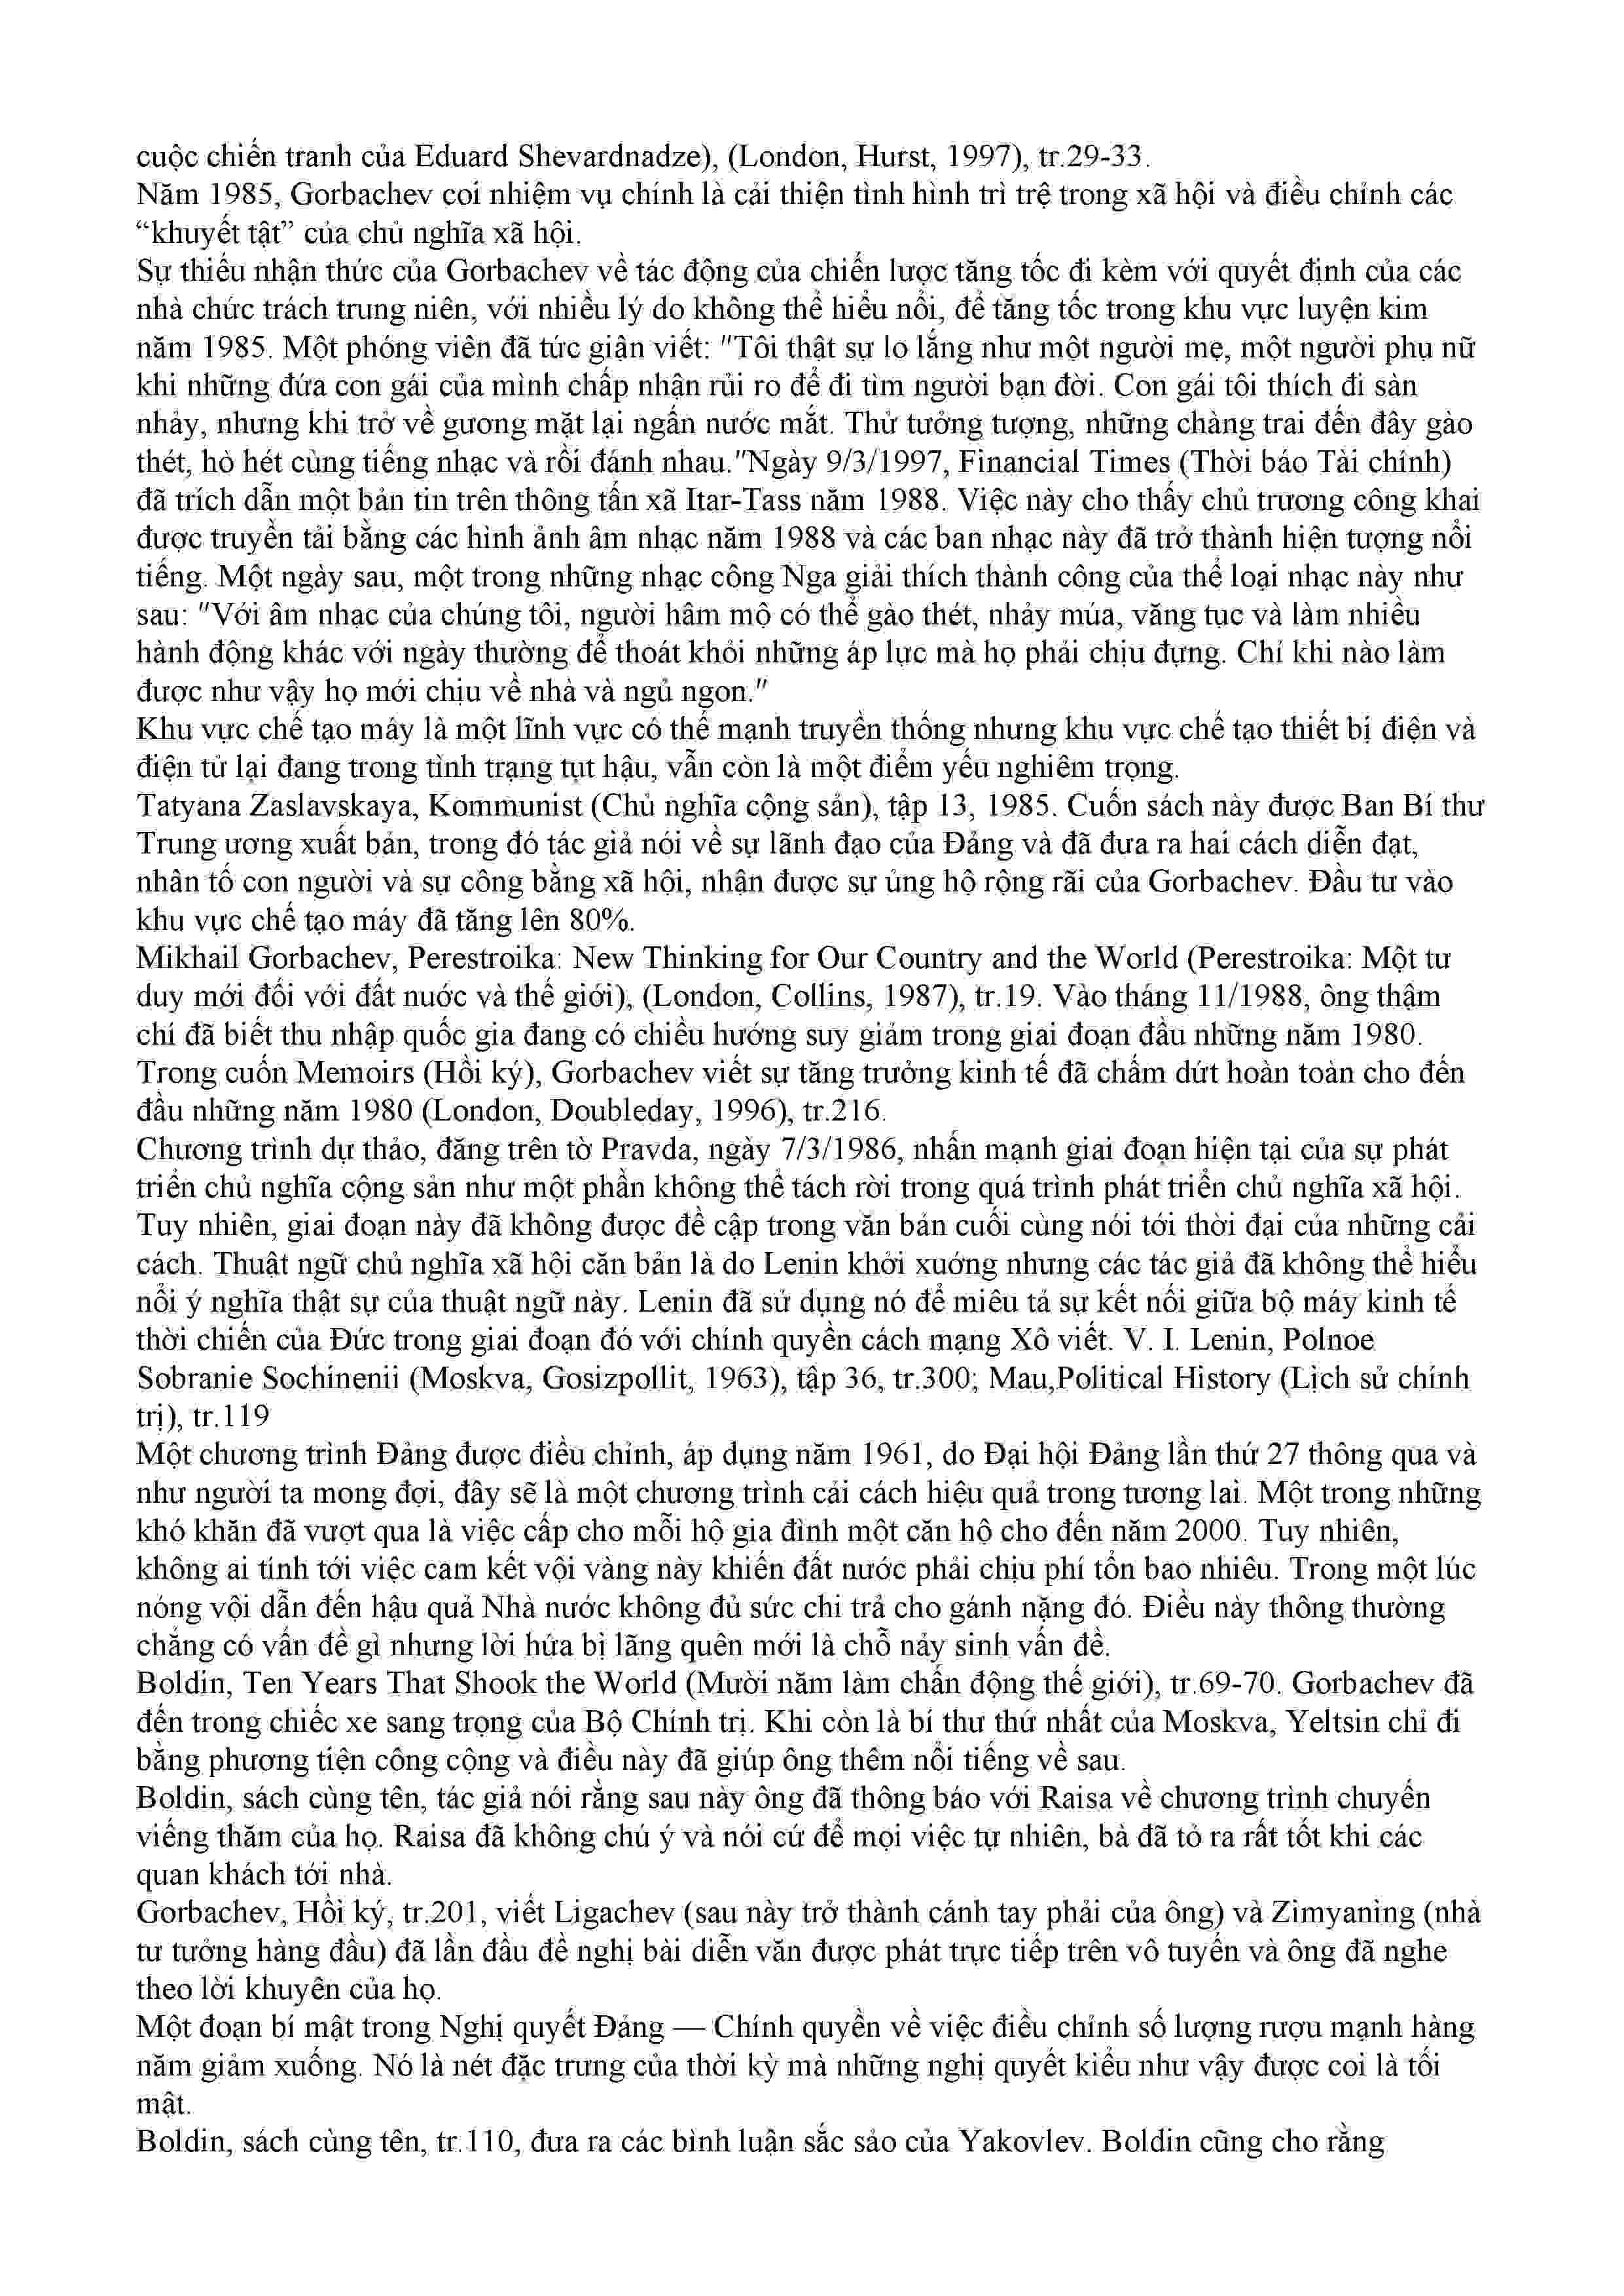 cuộc chiến tranh của Eduard Shevardnadze), (London, Hurst, 1997), tr.29-33.
Năm 1985, Gorbachev coi nhiệm vụ chính là cải thiện tình hình trì trệ trong xã hội và điều chỉnh các
“khuyết tật” của chủ nghĩa xã hội.
Sự thiếu nhận thức của Gorbachev về tác động của chiến lược tăng tốc đi kèm với quyết định của các
nhà chức trách trung niên, với nhiều lý do không thể hiểu nổi, để tăng tốc trong khu vực luyện kim
năm 1985. Một phóng viên đã tức giận viết: "Tôi thật sự lo lắng như một người mẹ, một người phụ nữ
khi những đứa con gái của mình chấp nhận rủi ro để đi tìm người bạn đời. Con gái tôi thích đi sàn
nhảy, nhưng khi trở về gương mặt lại ngấn nước mắt. Thử tưởng tượng, những chàng trai đến đây gào
thét, hò hét cùng tiếng nhạc và rồi đánh nhau."Ngày 9/3/1997, Financial Times (Thời báo Tài chính)
đã trích dẫn một bản tin trên thông tấn xã Itar-Tass năm 1988. Việc này cho thấy chủ trương công khai
được truyền tải bằng các hình ảnh âm nhạc năm 1988 và các ban nhạc này đã trở thành hiện tượng nổi
tiếng. Một ngày sau, một trong những nhạc công Nga giải thích thành công của thể loại nhạc này như
sau: "Với âm nhạc của chúng tôi, người hâm mộ có thể gào thét, nhảy múa, văng tục và làm nhiều
hành động khác với ngày thường để thoát khỏi những áp lực mà họ phải chịu đựng. Chỉ khi nào làm
được như vậy họ mới chịu về nhà và ngủ ngon."
Khu vực chế tạo máy là một lĩnh vực có thế mạnh truyền thống nhưng khu vực chế tạo thiết bị điện và
điện tử lại đang trong tình trạng tụt hậu, vẫn còn là một điểm yếu nghiêm trọng.
Tatyana Zaslavskaya, Kommunist (Chủ nghĩa cộng sản), tập 13, 1985. Cuốn sách này được Ban Bí thư
Trung ương xuất bản, trong đó tác giả nói về sự lãnh đạo của Đảng và đã đưa ra hai cách diễn đạt,
nhân tố con người và sự công bằng xã hội, nhận được sự ủng hộ rộng rãi của Gorbachev. Đầu tư vào
khu vực chế tạo máy đã tăng lên 80%.
Mikhail Gorbachev, Perestroika: New Thinking for Our Country and the World (Perestroika: Một tư
duy mới đối với đất nuớc và thế giới), (London, Collins, 1987), tr.19. Vào tháng 11/1988, ông thậm
chí đã biết thu nhập quốc gia đang có chiều hướng suy giảm trong giai đoạn đầu những năm 1980.
Trong cuốn Memoirs (Hồi ký), Gorbachev viết sự tăng trưởng kinh tế đã chấm dứt hoàn toàn cho đến
đầu những năm 1980 (London, Doubleday, 1996), tr.216.
Chương trình dự thảo, đăng trên tờ Pravda, ngày 7/3/1986, nhấn mạnh giai đoạn hiện tại của sự phát
triển chủ nghĩa cộng sản như một phần không thể tách rời trong quá trình phát triển chủ nghĩa xã hội.
Tuy nhiên, giai đoạn này đã không được đề cập trong văn bản cuối cùng nói tới thời đại của những cải
cách. Thuật ngữ chủ nghĩa xã hội căn bản là do Lenin khởi xuớng nhưng các tác giả đã không thể hiểu
nổi ý nghĩa thật sự của thuật ngữ này. Lenin đã sử dụng nó để miêu tả sự kết nối giữa bộ máy kinh tế
thời chiến của Đức trong giai đoạn đó với chính quyền cách mạng Xô viết. V. I. Lenin, Polnoe
Sobranie Sochinenii (Moskva, Gosizpollit, 1963), tập 36, tr.300; Mau,Political History (Lịch sử chính
trị), tr.119
Một chương trình Đảng được điều chỉnh, áp dụng năm 1961, do Đại hội Đảng lần thứ 27 thông qua và
như người ta mong đợi, đây sẽ là một chương trình cải cách hiệu quả trong tương lai. Một trong những
khó khăn đã vượt qua là việc cấp cho mỗi hộ gia đình một căn hộ cho đến năm 2000. Tuy nhiên,
không ai tính tới việc cam kết vội vàng này khiến đất nước phải chịu phí tổn bao nhiêu. Trong một lúc
nóng vội dẫn đến hậu quả Nhà nước không đủ sức chi trả cho gánh nặng đó. Điều này thông thường
chẳng có vấn đề gì nhưng lời hứa bị lãng quên mới là chỗ nảy sinh vấn đề.
Boldin, Ten Years That Shook the World (Mười năm làm chấn động thế giới), tr.69-70. Gorbachev đã
đến trong chiếc xe sang trọng của Bộ Chính trị. Khi còn là bí thư thứ nhất của Moskva, Yeltsin chỉ đi
bằng phương tiện công cộng và điều này đã giúp ông thêm nổi tiếng về sau.
Boldin, sách cùng tên, tác giả nói rằng sau này ông đã thông báo với Raisa về chương trình chuyến
viếng thăm của họ. Raisa đã không chú ý và nói cứ để mọi việc tự nhiên, bà đã tỏ ra rất tốt khi các
quan khách tới nhà.
Gorbachev, Hồi ký, tr.201, viết Ligachev (sau này trở thành cánh tay phải của ông) và Zimyaning (nhà
tư tưởng hàng đầu) đã lần đầu đề nghị bài diễn văn được phát trực tiếp trên vô tuyến và ông đã nghe
theo lời khuyên của họ.
Một đoạn bí mật trong Nghị quyết Đảng — Chính quyền về việc điều chỉnh số lượng rượu mạnh hàng
năm giảm xuống. Nó là nét đặc trưng của thời kỳ mà những nghị quyết kiểu như vậy được coi là tối
mật.
Boldin, sách cùng tên, tr.110, đưa ra các bình luận sắc sảo của Yakovlev. Boldin cũng cho rằng